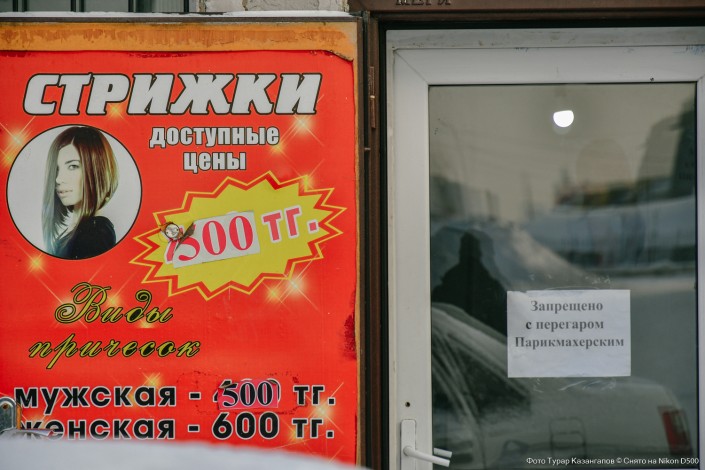 СТРИЖКИ
доступные
цены
500 тг.
Виды
причесок
мужская - 500 тг.
женская - 600 тг.
Запрещено
с перегаром
Парикмахерским
Фото Турар Казангапов © Снято на Nikon D500